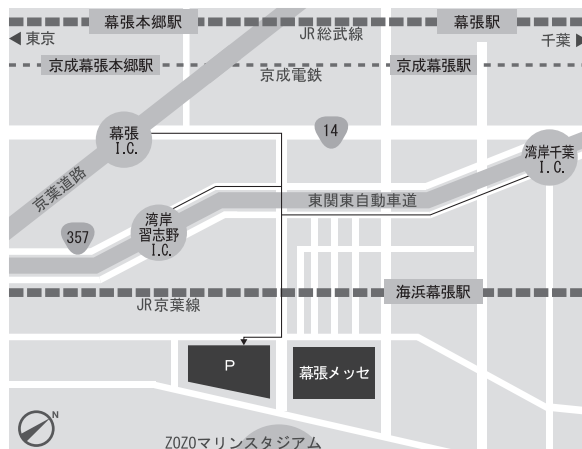 幕張本郷駅
幕張駅
JR総武線
東京
千葉
京成幕張本郷駅
京成幕張駅
京成電鉄
14
幕張
I.C.
湾岸千葉
I.C.
京葉道路
東関東自動車道
湾岸
習志野
I.C.
357
海浜幕張駅
JR京葉線
P
幕張メッセ
N
ZOZOマリンスタジアム